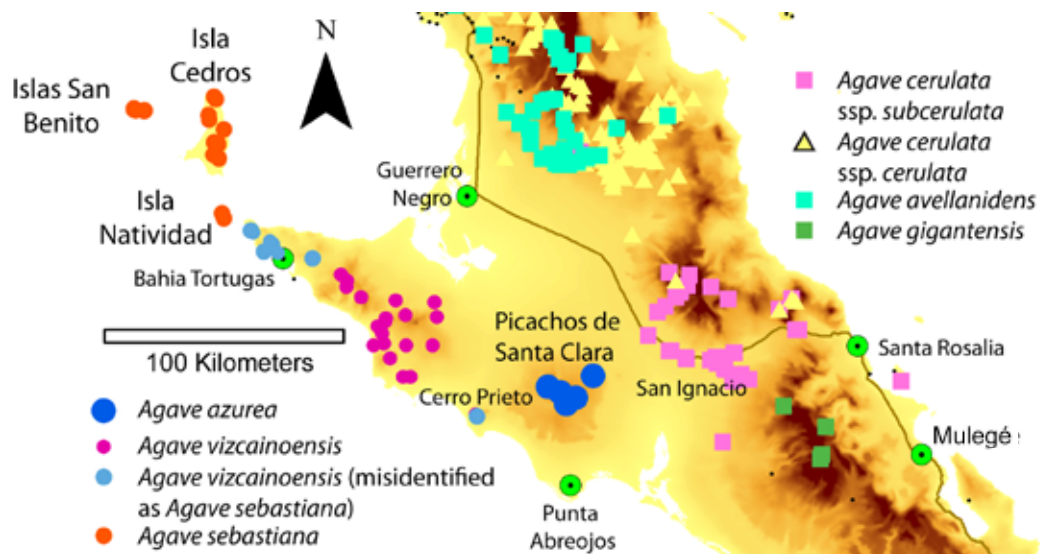 Isla
Cedros
Islas San
Benito
N
Guerrero
Negro
Isla
Natividad
Bahia Tortugas
100 Kilometers
Picachos de
Santa Clara
Cerro Prieto
San Ignacio
Santa Rosalia
Mulegé
Punta
Abreojos
Agave cerulata
ssp. subcerulata
Agave cerulata
ssp. cerulata
Agave avellanidens
Agave gigantensis
Agave azurea
Agave vizcainoensis
Agave vizcainoensis (misidentified
as Agave sebastiana)
Agave sebastiana